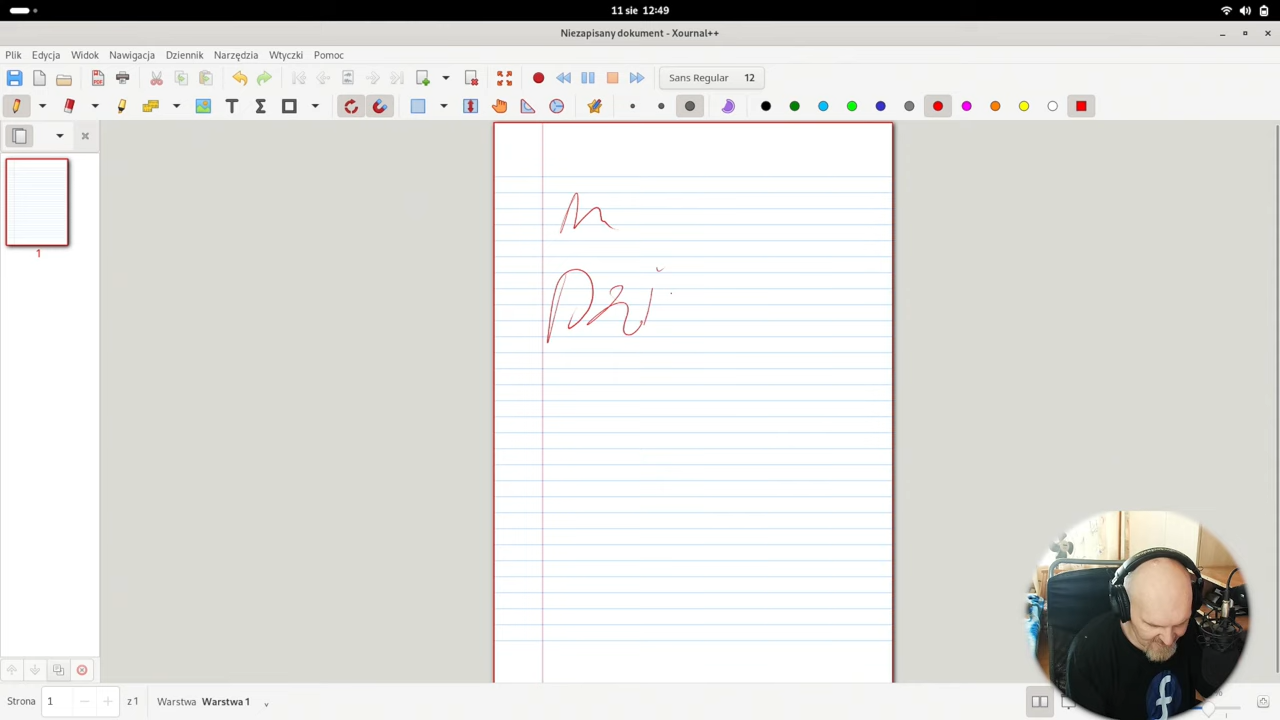 11 sie 12:49
Niezapisany dokument - Xournal++
Plik Edycja Widok Nawigacja Dziennik Narzędzia Wtyczki Pomoc
Sans Regular 12
1
m
Dzi
Strona 1 z 1 Warstwa Warstwa 1